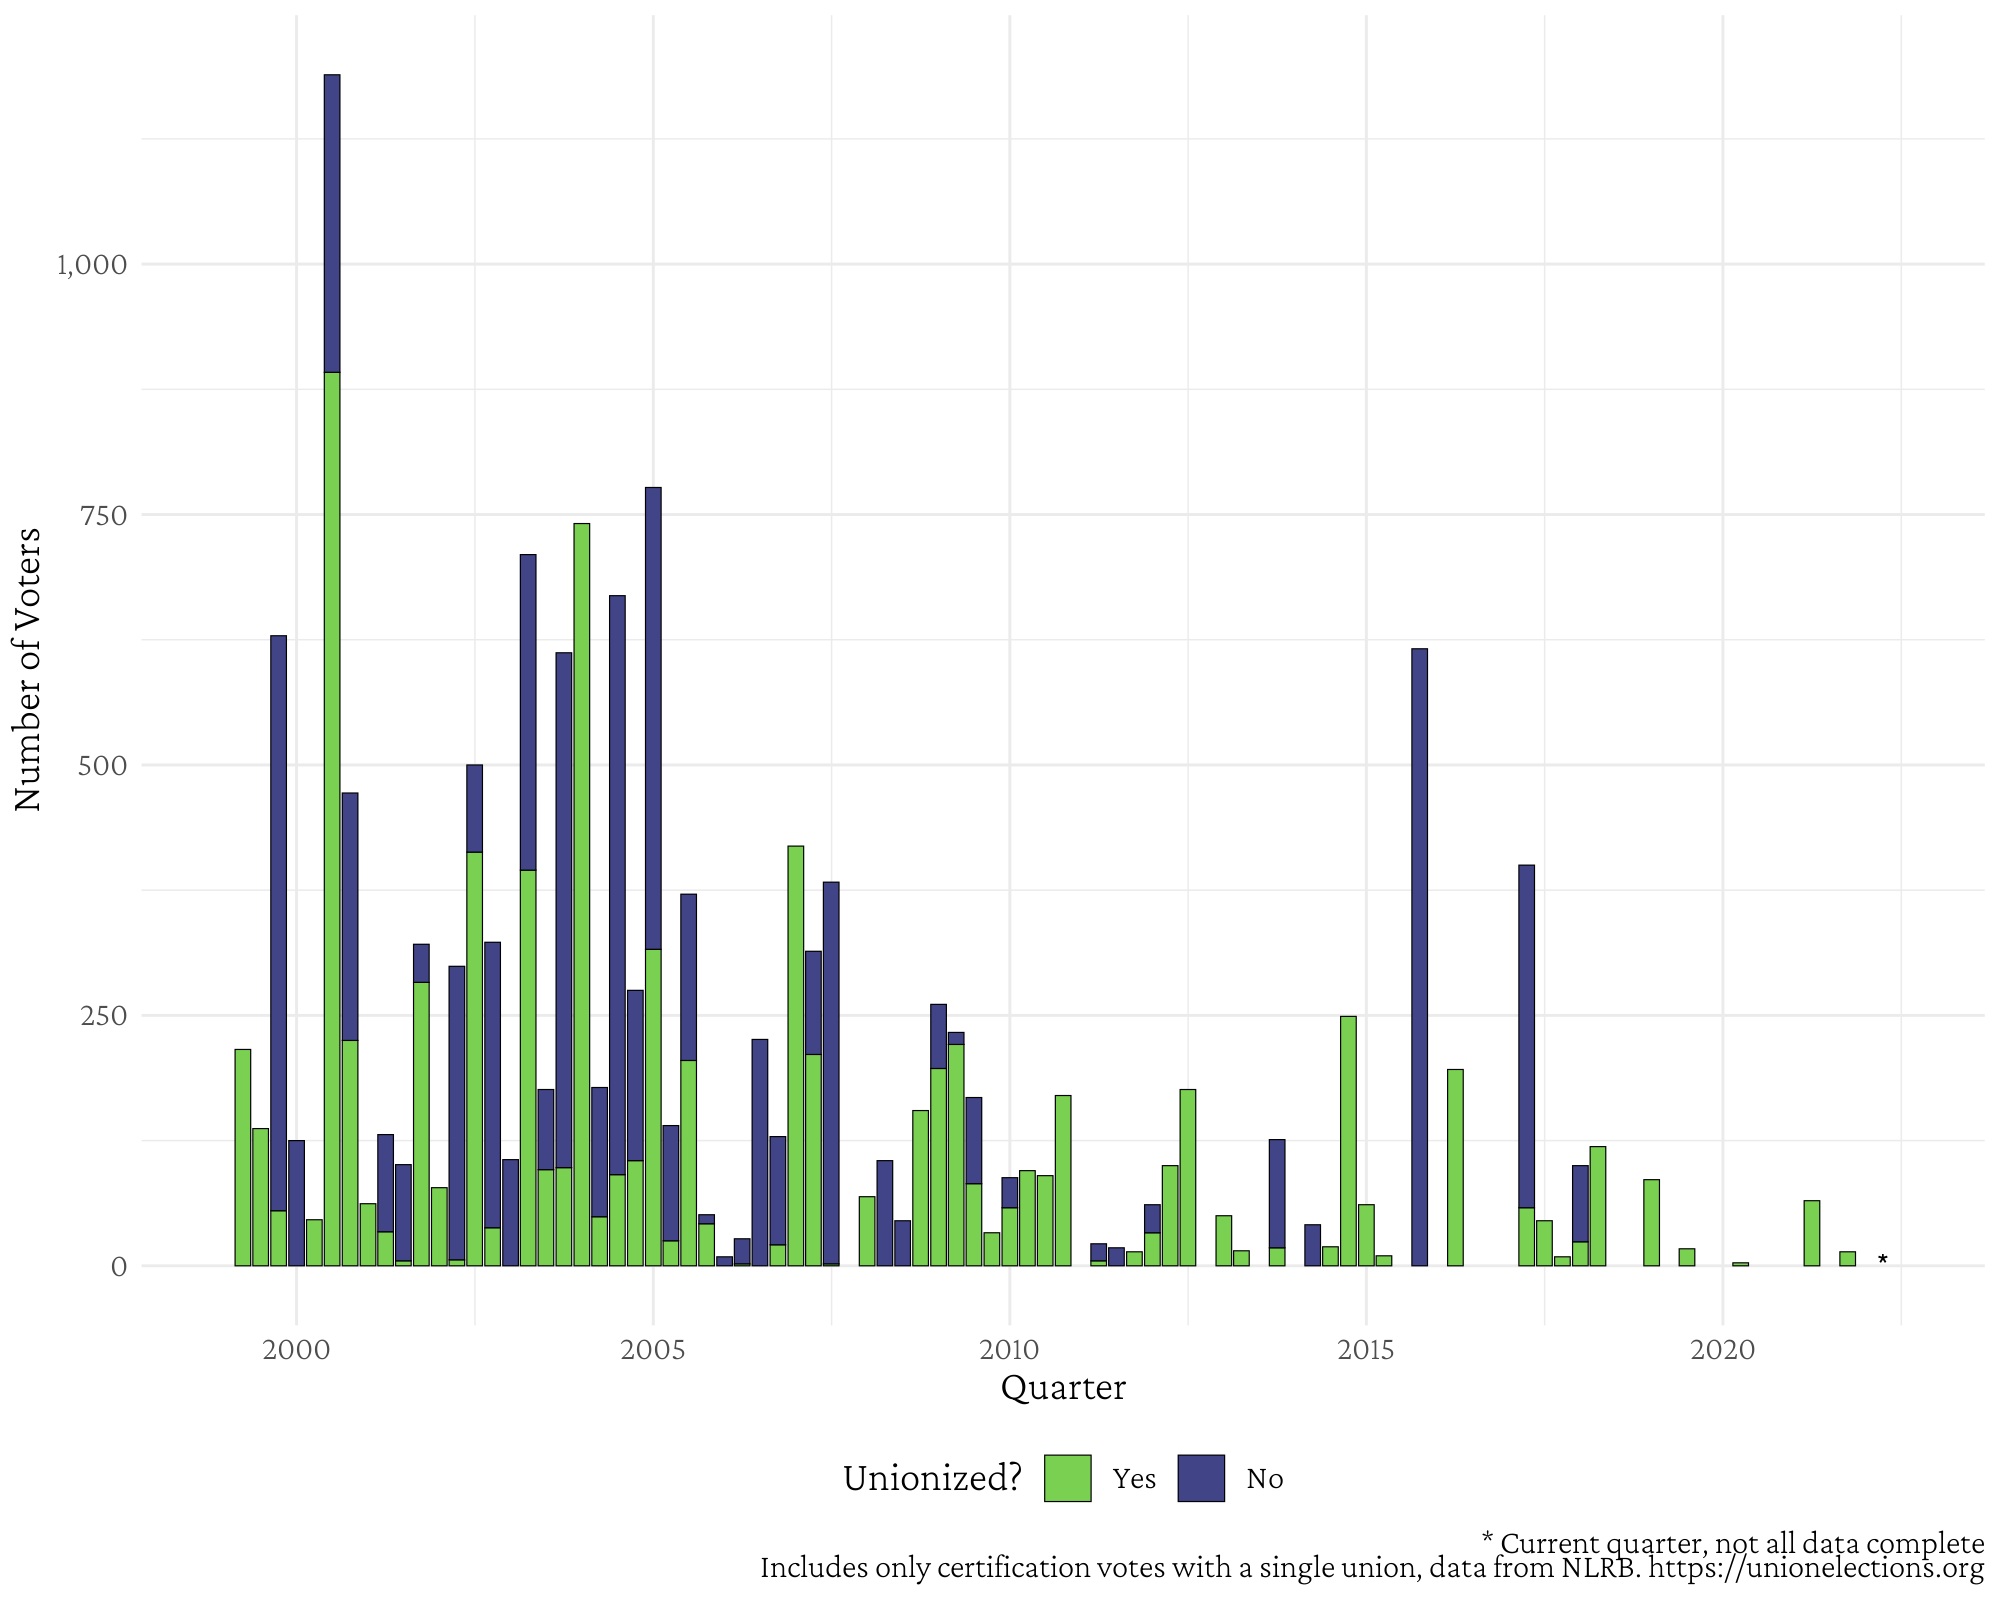 1,000
750
500
250
0
Number of Voters
*
2000 2005 2010 2015 2020
Quarter
Unionized? Yes No
* Current quarter, not all data complete
Includes only certification votes with a single union, data from NLRB. https://unionelections.org